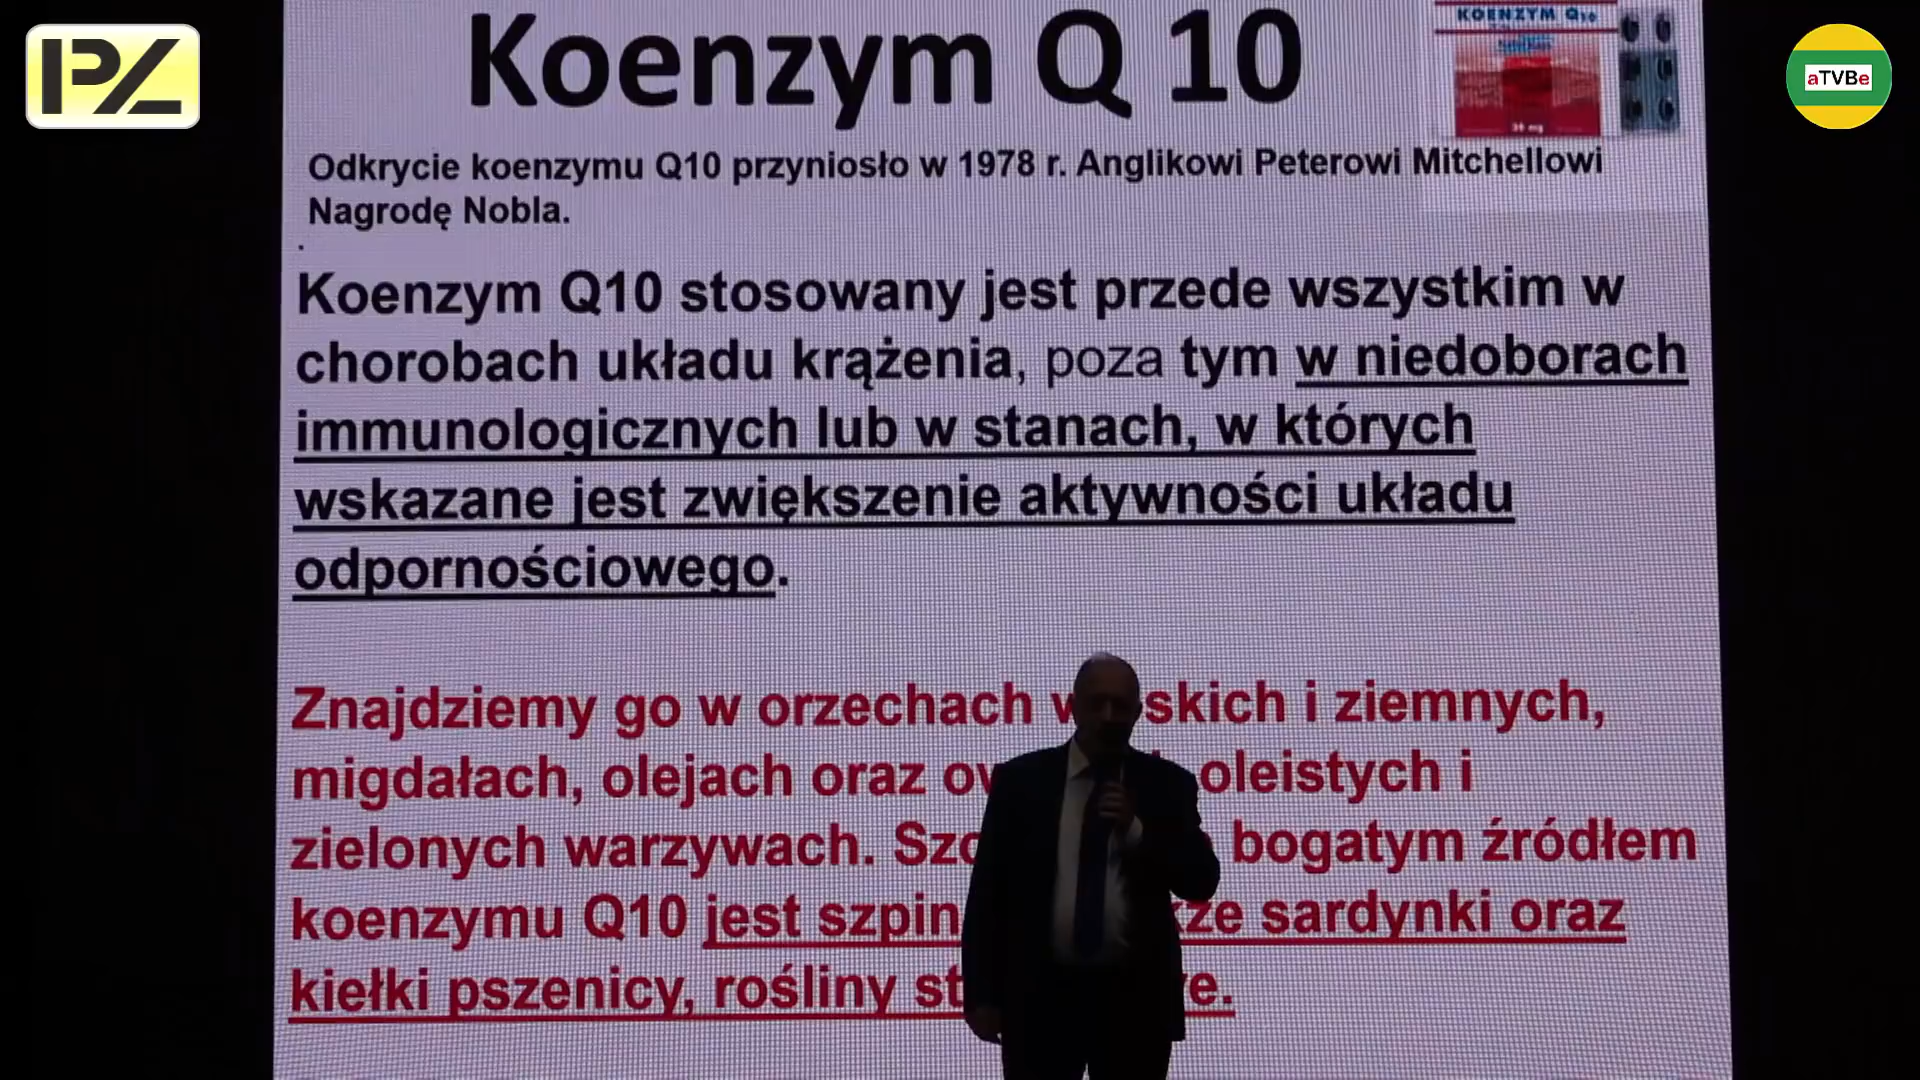 PZ
aTVBe
Koenzym Q 10
KOENZYM Q10
30 mg
Odkrycie koenzymu Q10 przyniosło w 1978 r. Anglikowi Peterowi Mitchellowi
Nagrodę Nobla.
.
Koenzym Q10 stosowany jest przede wszystkim w
chorobach układu krążenia, poza tym w niedoborach
immunologicznych lub w stanach, w których
wskazane jest zwiększenie aktywności układu
odpornościowego.
Znajdziemy go w orzechach skich i ziemnych,
migdałach, olejach oraz oleistych i
zielonych warzywach. bogatym źródłem
koenzymu Q10 jest szpin sardynki oraz
kiełki pszenicy, rośliny